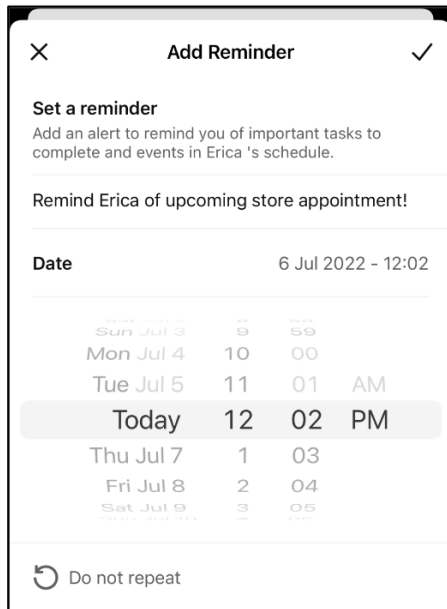 Add Reminder
Set a reminder
Add an alert to remind you of important tasks to
complete and events in Erica 's schedule.
Remind Erica of upcoming store appointment!
Date 6 Jul 2022 - 12:02
Sun Jul 3 9 59
Mon Jul 4 10 00
Tue Jul 5 11 01 AM
Today 12 02 PM
Thu Jul 7 1 03
Fri Jul 8 2 04
Sat Jul 9 3 05
Do not repeat